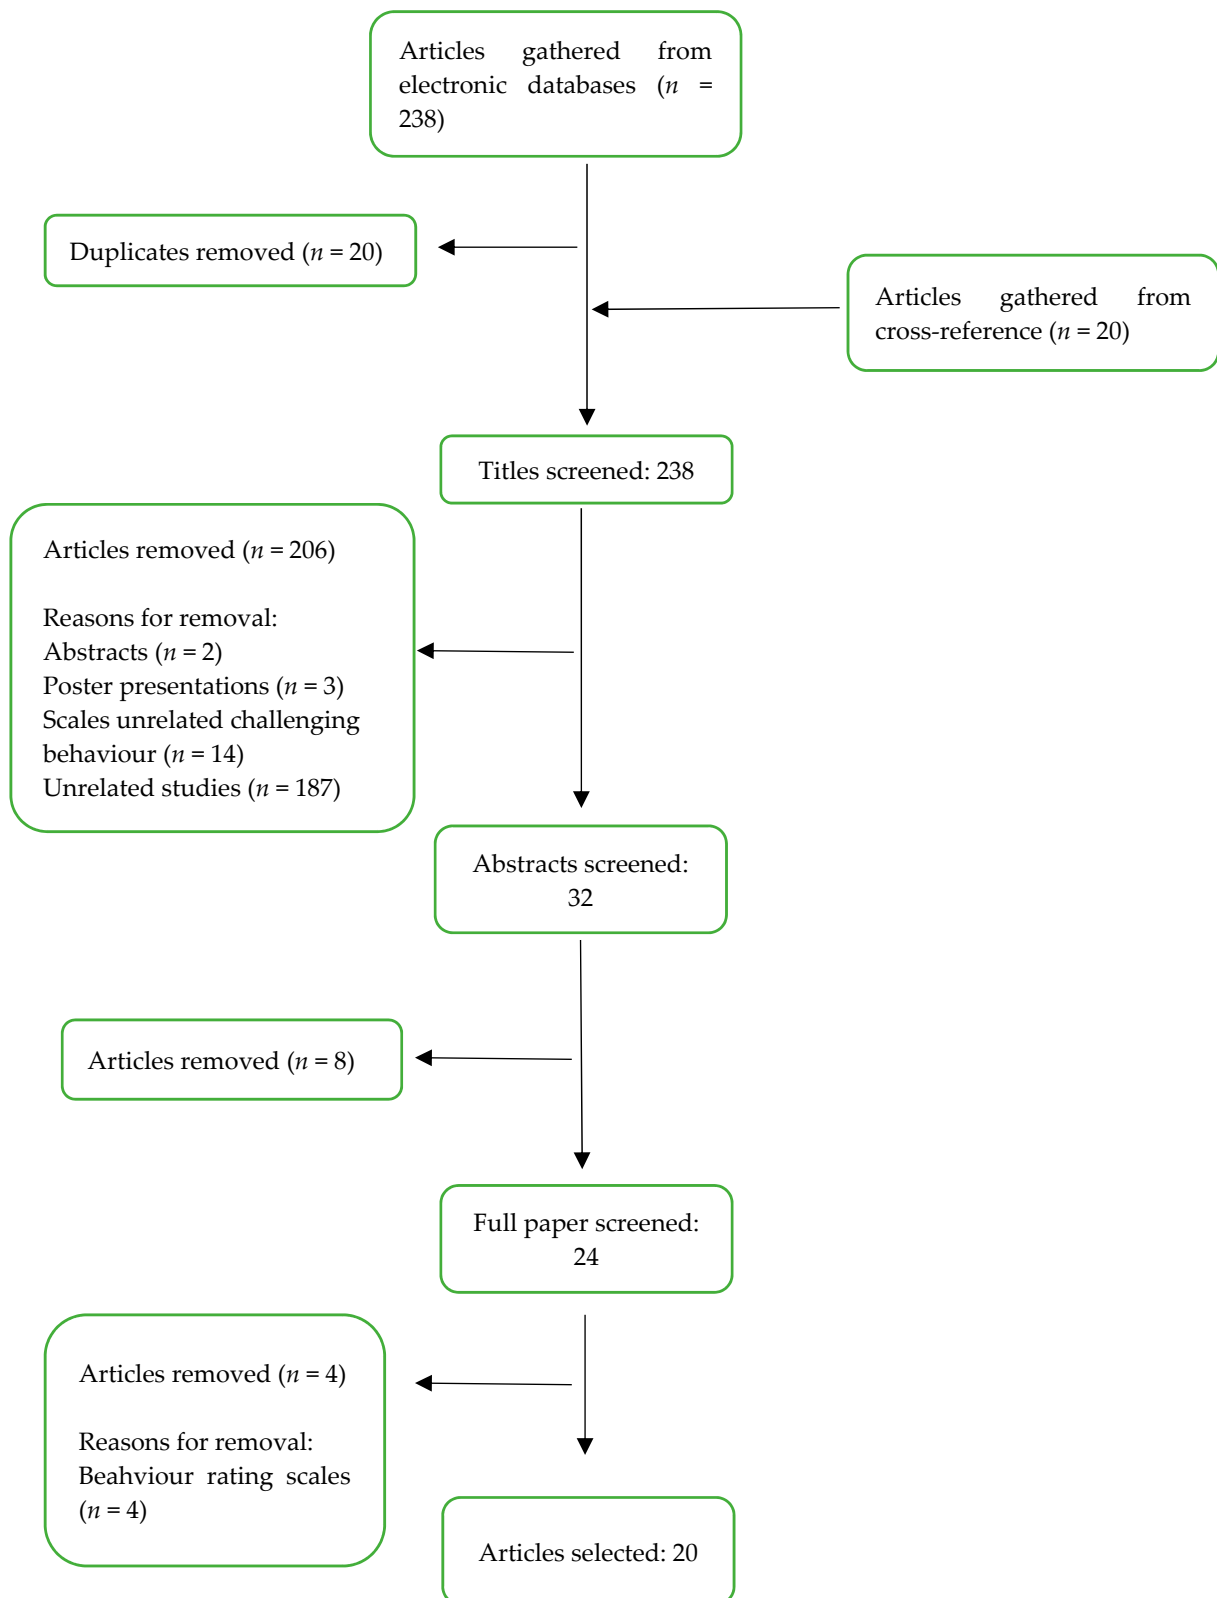 Articles gathered from
electronic databases (n =
238)
Duplicates removed (n = 20)
Articles gathered from
cross-reference (n = 20)
Titles screened: 238
Articles removed (n = 206)
Reasons for removal:
Abstracts (n = 2)
Poster presentations (n = 3)
Scales unrelated challenging
behaviour (n = 14)
Unrelated studies (n = 187)
Abstracts screened:
32
Articles removed (n = 8)
Full paper screened:
24
Articles removed (n = 4)
Reasons for removal:
Beahviour rating scales
(n = 4)
Articles selected: 20